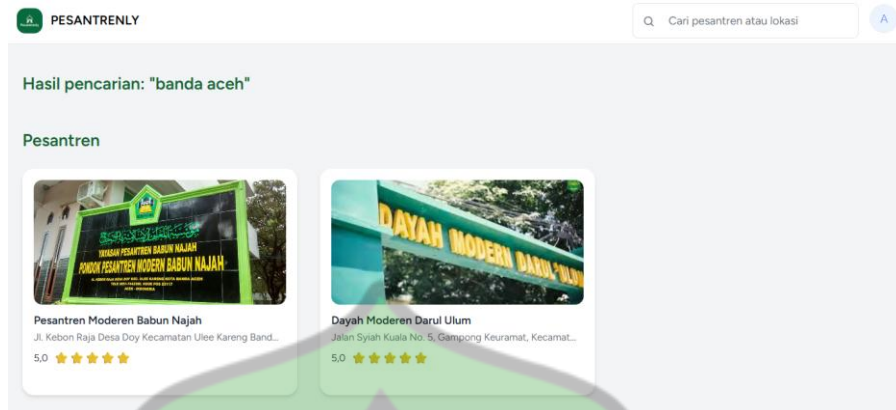 PESANTRENLY
Cari pesantren atau lokasi
A
Hasil pencarian: "banda aceh"
Pesantren
YAYASAN PESANTREN BABUN NAJAH
PONDOK PESANTREN MODERN BABUN NAJAH
DAYAH MODERN DARUL 'ULUM
Pesantren Moderen Babun Najah
Jl. Kebon Raja Desa Doy Kecamatan Ulee Kareng Band...
5,0
Dayah Moderen Darul Ulum
Jalan Syiah Kuala No. 5, Gampong Keuramat, Kecamat...
5,0